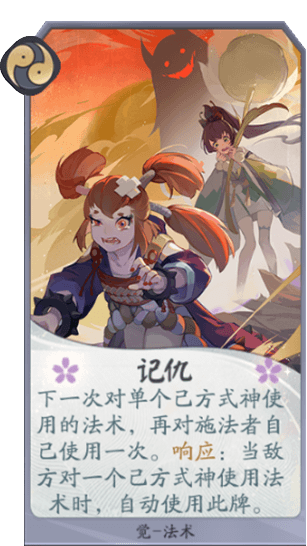 记仇
下一次对单个己方式神使
用的法术，再对施法者自
己使用一次。响应：当敌
方对一个己方式神使用法
术时，自动使用此牌。
觉-法术